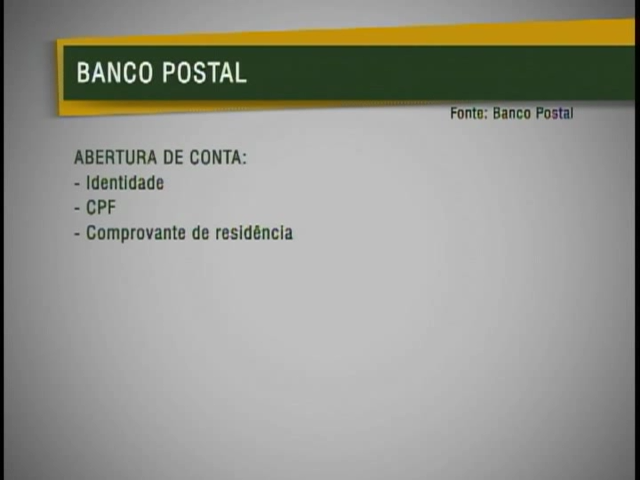 BANCO POSTAL
Fonte: Banco Postal
ABERTURA DE CONTA:
- Identidade
- CPF
- Comprovante de residência